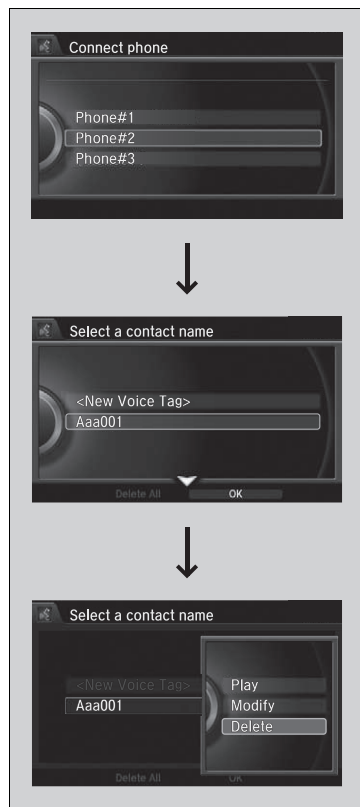 Connect phone
Phone#1
Phone#2
Phone#3
Select a contact name
<New Voice Tag>
Aaa001
Delete All OK
Select a contact name
<New Voice Tag> Play
Aaa001 Modify
Delete
Delete All OK